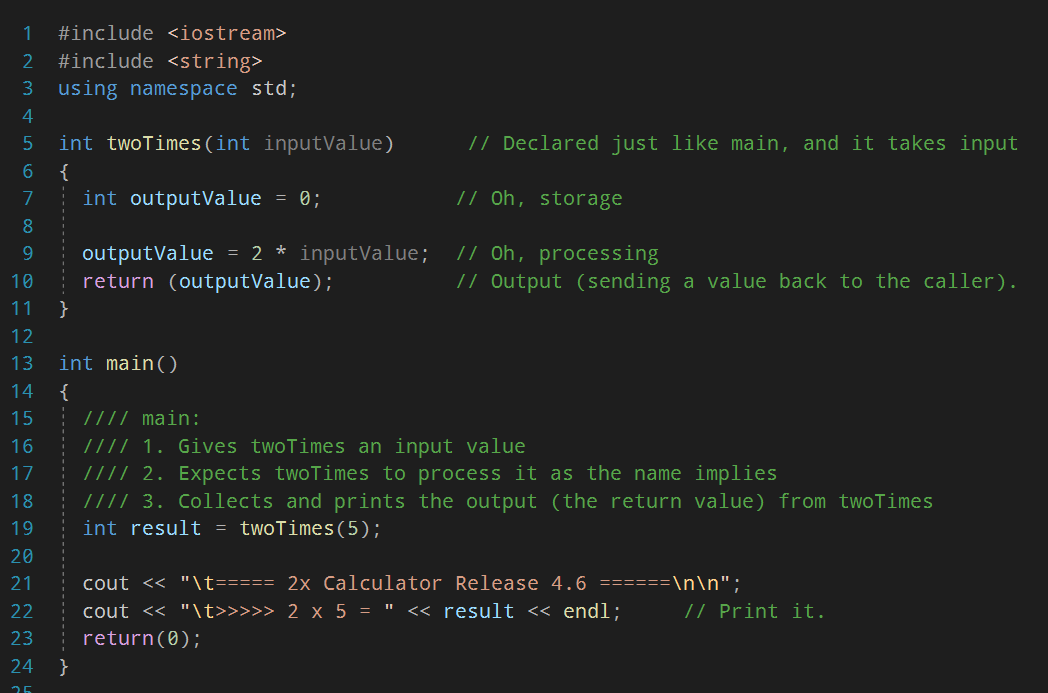 1 #include <iostream>
2 #include <string>
3 using namespace std;
4
5 int twoTimes(int inputValue)      // Declared just like main, and it takes input
6 {
7   int outputValue = 0;           // Oh, storage
8
9   outputValue = 2 * inputValue;  // Oh, processing
10   return (outputValue);          // Output (sending a value back to the caller).
11 }
12
13 int main()
14 {
15   //// main:
16   //// 1. Gives twoTimes an input value
17   //// 2. Expects twoTimes to process it as the name implies
18   //// 3. Collects and prints the output (the return value) from twoTimes
19   int result = twoTimes(5);
20
21   cout << "\t===== 2x Calculator Release 4.6 ======\n\n";
22   cout << "\t>>>>> 2 x 5 = " << result << endl;     // Print it.
23   return(0);
24 }
25